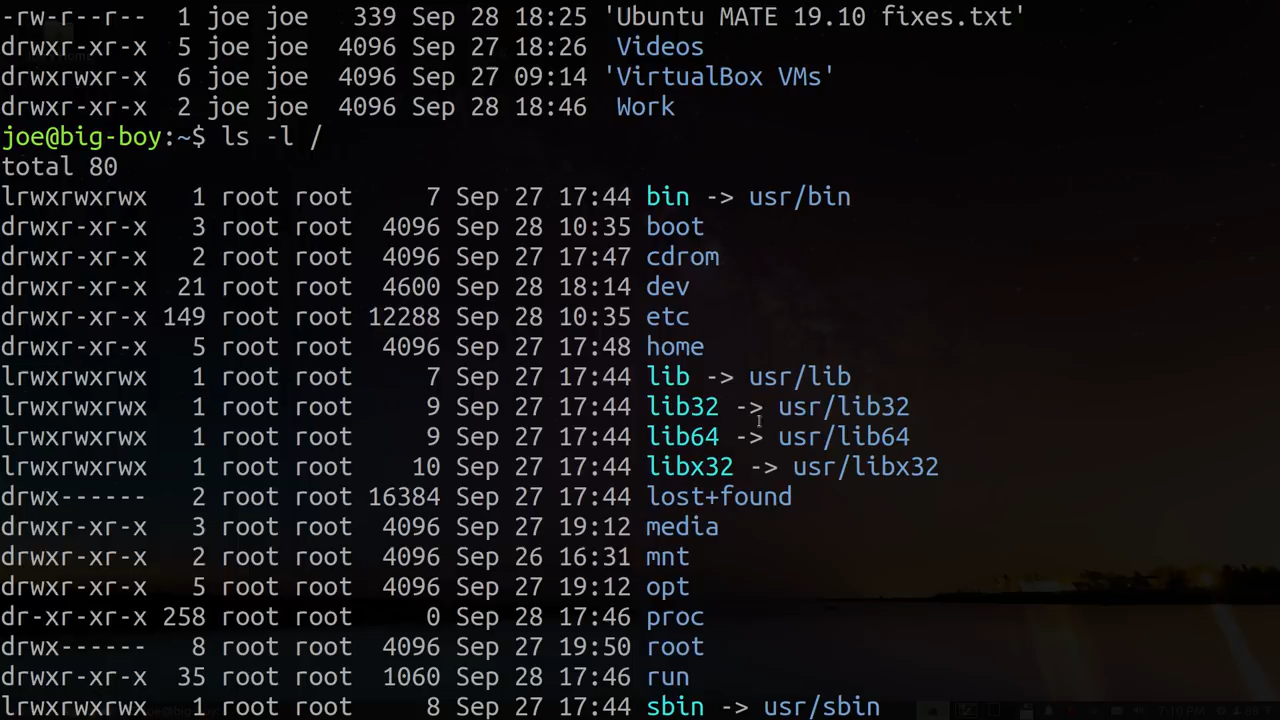 -rw-r--r-- 1 joe joe 339 Sep 28 18:25 'Ubuntu MATE 19.10 fixes.txt'
drwxr-xr-x 5 joe joe 4096 Sep 27 18:26 Videos
drwxrwxr-x 6 joe joe 4096 Sep 27 09:14 'VirtualBox VMs'
drwxr-xr-x 2 joe joe 4096 Sep 28 18:46 Work
joe@big-boy:~$ ls -l /
total 80
lrwxrwxrwx 1 root root 7 Sep 27 17:44 bin -> usr/bin
drwxr-xr-x 3 root root 4096 Sep 28 10:35 boot
drwxr-xr-x 2 root root 4096 Sep 27 17:47 cdrom
drwxr-xr-x 21 root root 4600 Sep 28 18:14 dev
drwxr-xr-x 149 root root 12288 Sep 28 10:35 etc
drwxr-xr-x 5 root root 4096 Sep 27 17:48 home
lrwxrwxrwx 1 root root 7 Sep 27 17:44 lib -> usr/lib
lrwxrwxrwx 1 root root 9 Sep 27 17:44 lib32 -> usr/lib32
lrwxrwxrwx 1 root root 9 Sep 27 17:44 lib64 -> usr/lib64
lrwxrwxrwx 1 root root 10 Sep 27 17:44 libx32 -> usr/libx32
drwx------ 2 root root 16384 Sep 27 17:44 lost+found
drwxr-xr-x 3 root root 4096 Sep 27 19:12 media
drwxr-xr-x 2 root root 4096 Sep 26 16:31 mnt
drwxr-xr-x 5 root root 4096 Sep 27 19:12 opt
dr-xr-xr-x 258 root root 0 Sep 28 17:46 proc
drwx------ 8 root root 4096 Sep 27 19:50 root
drwxr-xr-x 35 root root 1060 Sep 28 17:46 run
lrwxrwxrwx 1 root root 8 Sep 27 17:44 sbin -> usr/sbin